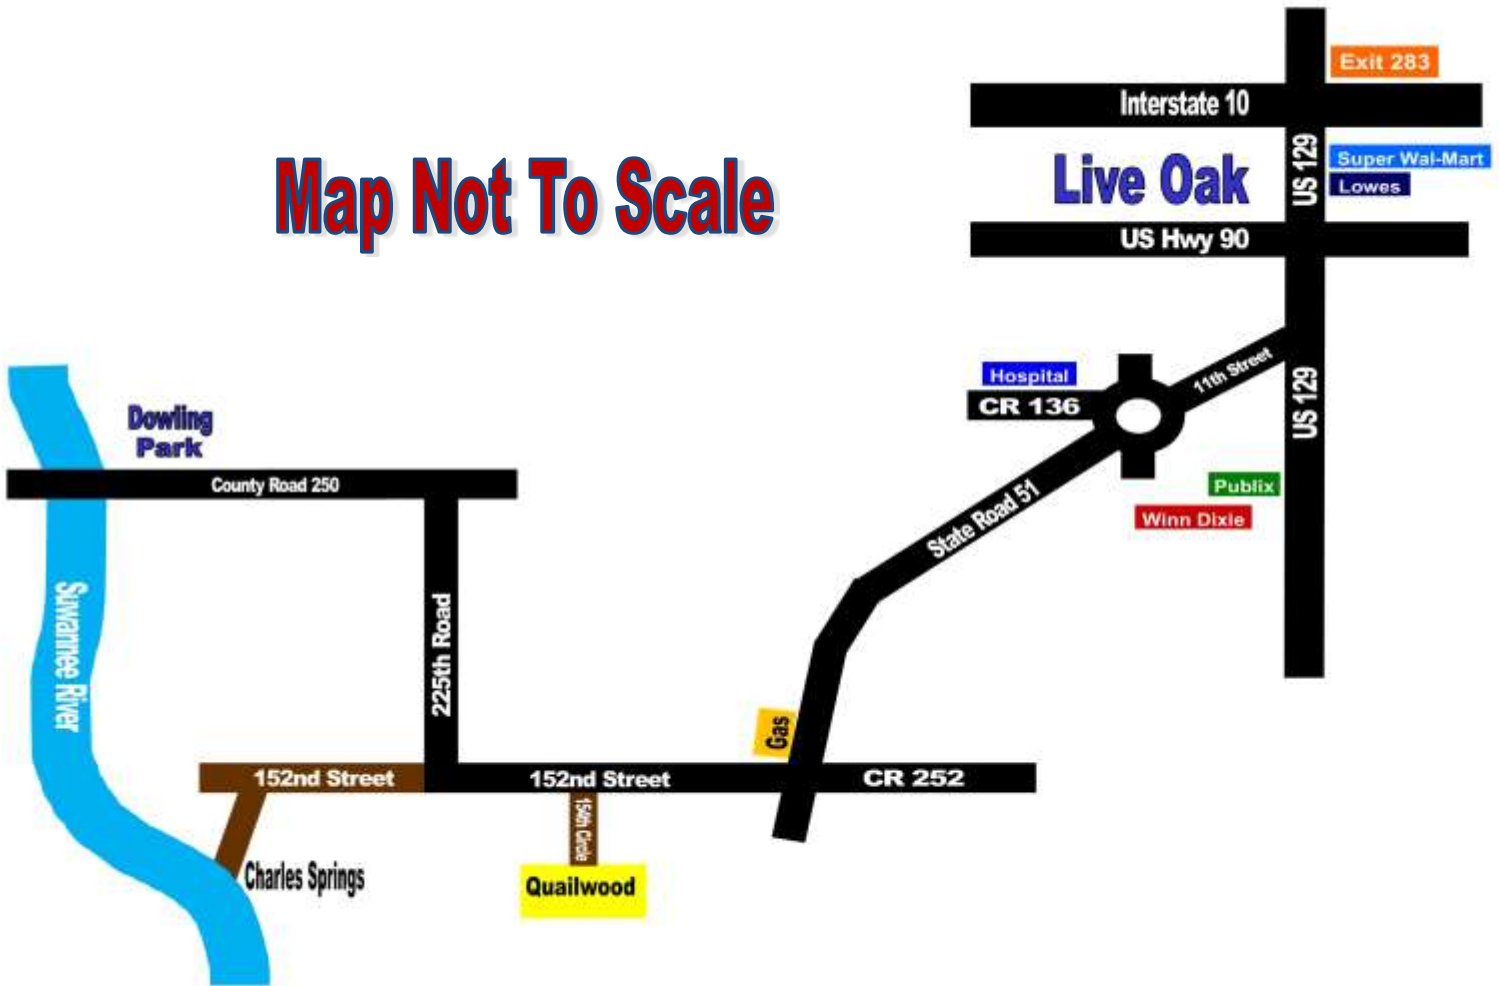 Exit 283
Interstate 10
Map Not To Scale
Live Oak
US 129
Super Wal-Mart
Lowes
US Hwy 90
11th Street
Hospital
CR 136
US 129
Dowling
Park
County Road 250
Publix
Winn Dixie
State Road 51
Suwannee River
225th Road
Gas
152nd Street
152nd Street
CR 252
154th Circle
Charles Springs
Quailwood